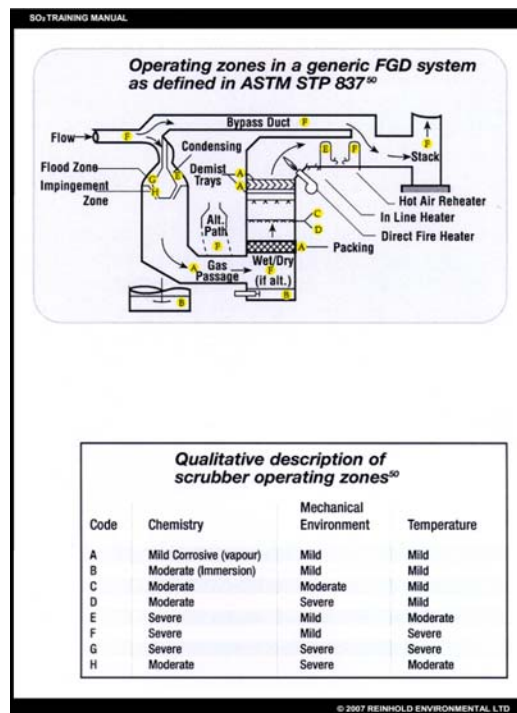 SO₂ TRAINING MANUAL
Operating zones in a generic FGD system
as defined in ASTM STP 837⁵⁰
Bypass Duct F
Flow F
F
Stack
Condensing
Flood Zone G
E
Impingement H
Zone
Demist A
Trays A
E F
Hot Air Reheater
In Line Heater
Direct Fire Heater
Alt.
Path
F
C
D
A Packing
A Gas
Passage
Wet/Dry
F
(if alt.)
B
B
Qualitative description of
scrubber operating zones⁵⁰
Code Chemistry Mechanical Environment Temperature
A Mild Corrosive (vapour) Mild Mild
B Moderate (Immersion) Mild Mild
C Moderate Moderate Mild
D Moderate Severe Mild
E Severe Mild Moderate
F Severe Mild Severe
G Severe Severe Severe
H Moderate Severe Moderate
© 2007 REINHOLD ENVIRONMENTAL LTD